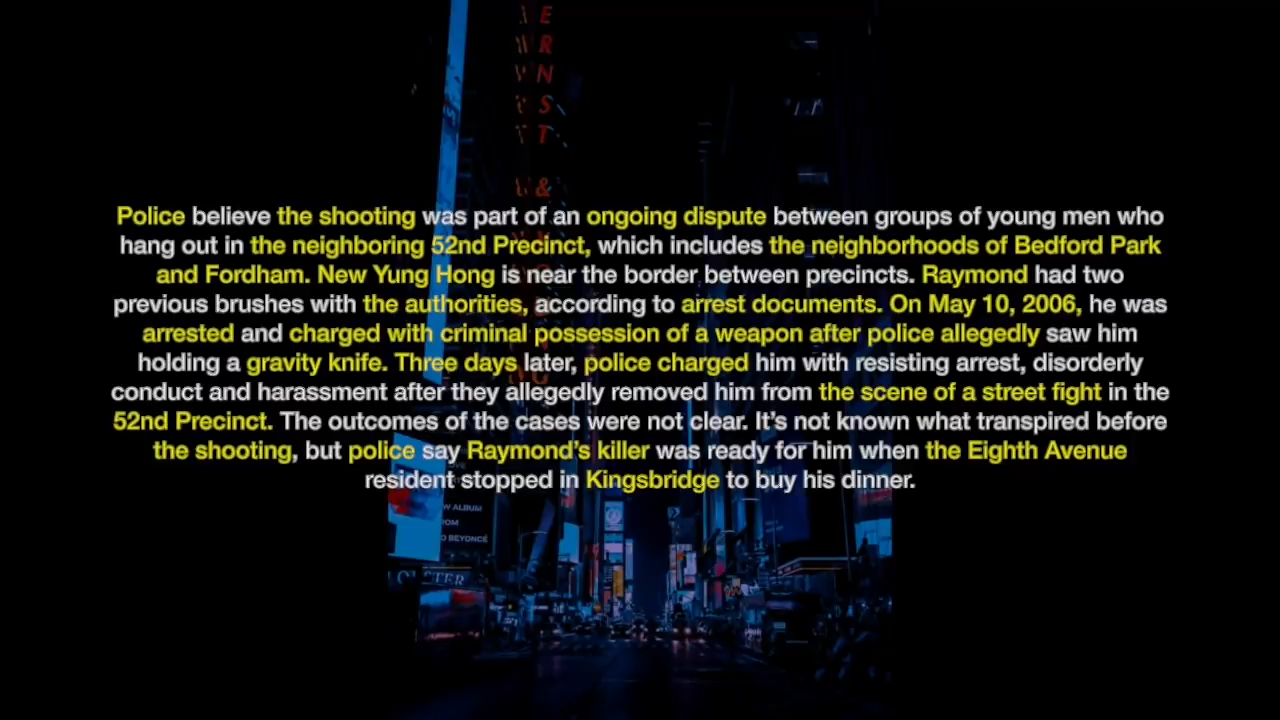 ERNST &
Police believe the shooting was part of an ongoing dispute between groups of young men who
hang out in the neighboring 52nd Precinct, which includes the neighborhoods of Bedford Park
and Fordham. New Yung Hong is near the border between precincts. Raymond had two
previous brushes with the authorities, according to arrest documents. On May 10, 2006, he was
arrested and charged with criminal possession of a weapon after police allegedly saw him
holding a gravity knife. Three days later, police charged him with resisting arrest, disorderly
conduct and harassment after they allegedly removed him from the scene of a street fight in the
52nd Precinct. The outcomes of the cases were not clear. It’s not known what transpired before
the shooting, but police say Raymond’s killer was ready for him when the Eighth Avenue
resident stopped in Kingsbridge to buy his dinner.
ALBUM
BEYONCÉ